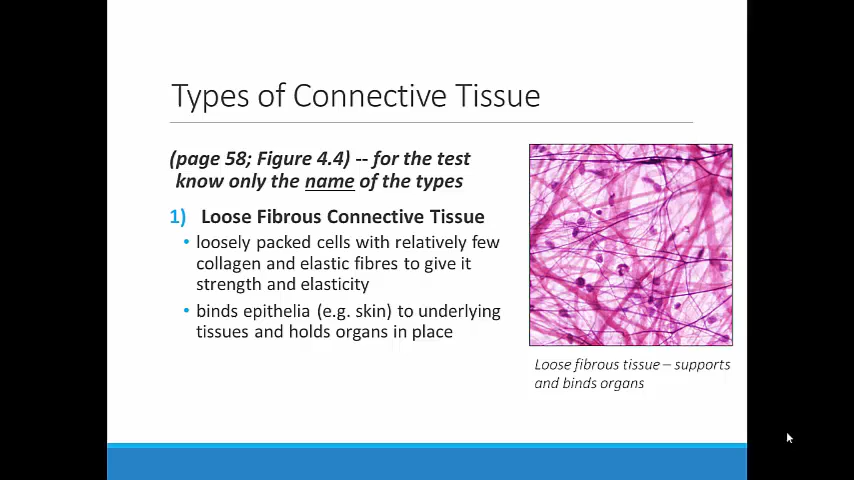 Types of Connective Tissue
(page 58; Figure 4.4) -- for the test
know only the name of the types
1) Loose Fibrous Connective Tissue
• loosely packed cells with relatively few
collagen and elastic fibres to give it
strength and elasticity
• binds epithelia (e.g. skin) to underlying
tissues and holds organs in place
Loose fibrous tissue – supports
and binds organs